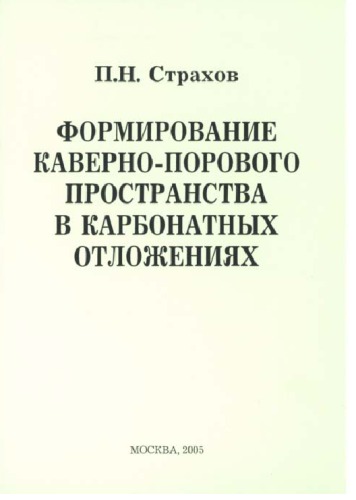 П.Н. Страхов
ФОРМИРОВАНИЕ
КАВЕРНО-ПОРОВОГО
ПРОСТРАНСТВА
В КАРБОНАТНЫХ
ОТЛОЖЕНИЯХ
МОСКВА, 2005